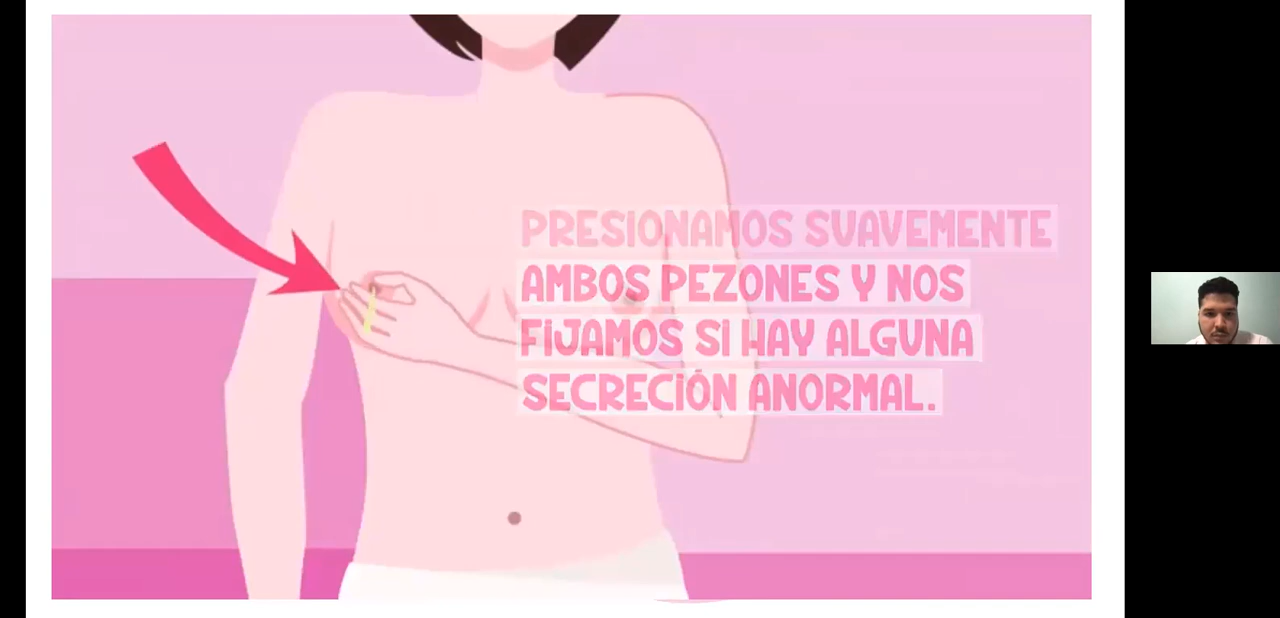 PRESIONAMOS SUAVEMENTE
AMBOS PEZONES Y NOS
FIJAMOS SI HAY ALGUNA
SECRECIÓN ANORMAL.